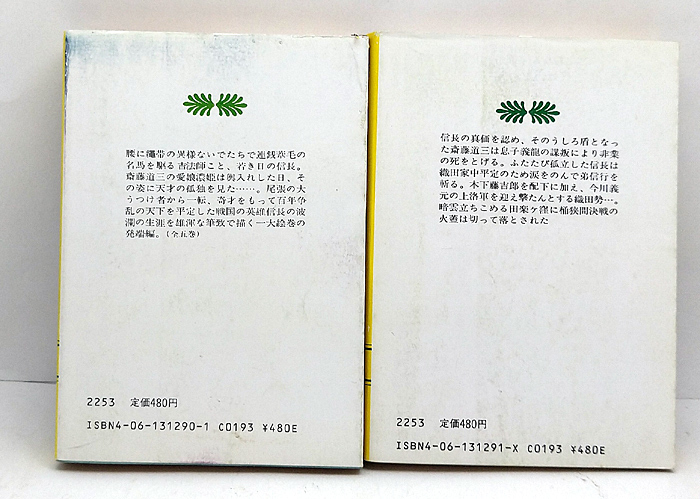 腰に縄帯の異様ないでたちで連銭葦毛の
名馬を駆る吉法師こと、若き日の信長。
斎藤道三の愛娘濃姫は輿入れした日、そ
の姿に天才の孤独を見た……。尾張の大
うつけ者から一転、奇才をもって百年争
乱の天下を平定した戦国の英雄信長の波
瀾の生涯を雄渾な筆致で描く一大絵巻の
発端編。(全五巻)
2253 定価480円
ISBN4-06-131290-1 C0193 ¥480E
信長の真価を認め、そのうしろ盾となっ
た斎藤道三は息子義龍の謀叛により非業
の死をとげる。ふたたび孤立した信長は
織田家中平定のため涙をのんで弟信行を
斬る。木下藤吉郎を配下に加え、今川義
元の上洛軍を迎え撃たんとする織田勢…。
暗雲立ちこめる田楽ヶ窪に桶狭間決戦の
火蓋は切って落とされた
2253 定価480円
ISBN4-06-131291-X C0193 ¥480E